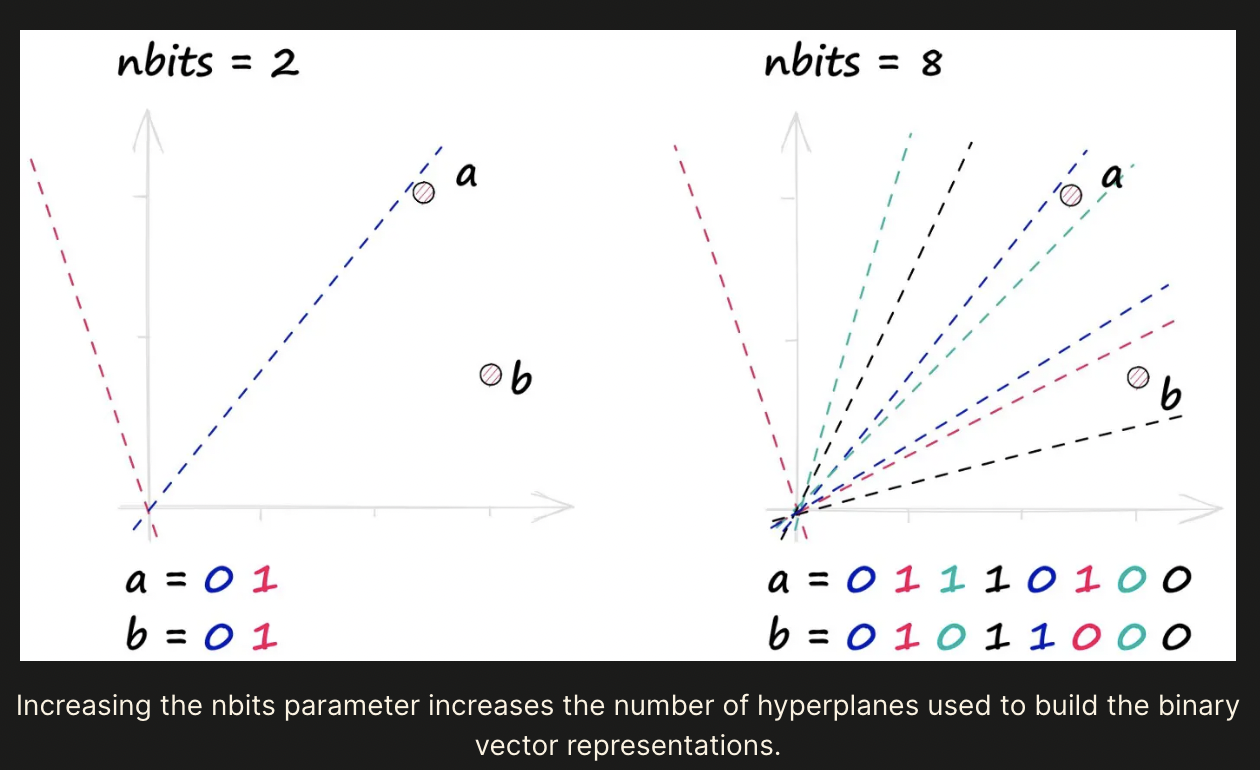 nbits = 2
a
b
a = 0 1
b = 0 1
nbits = 8
a
b
a = 0 1 1 1 0 1 0 0
b = 0 1 0 1 1 0 0 0
Increasing the nbits parameter increases the number of hyperplanes used to build the binary
vector representations.